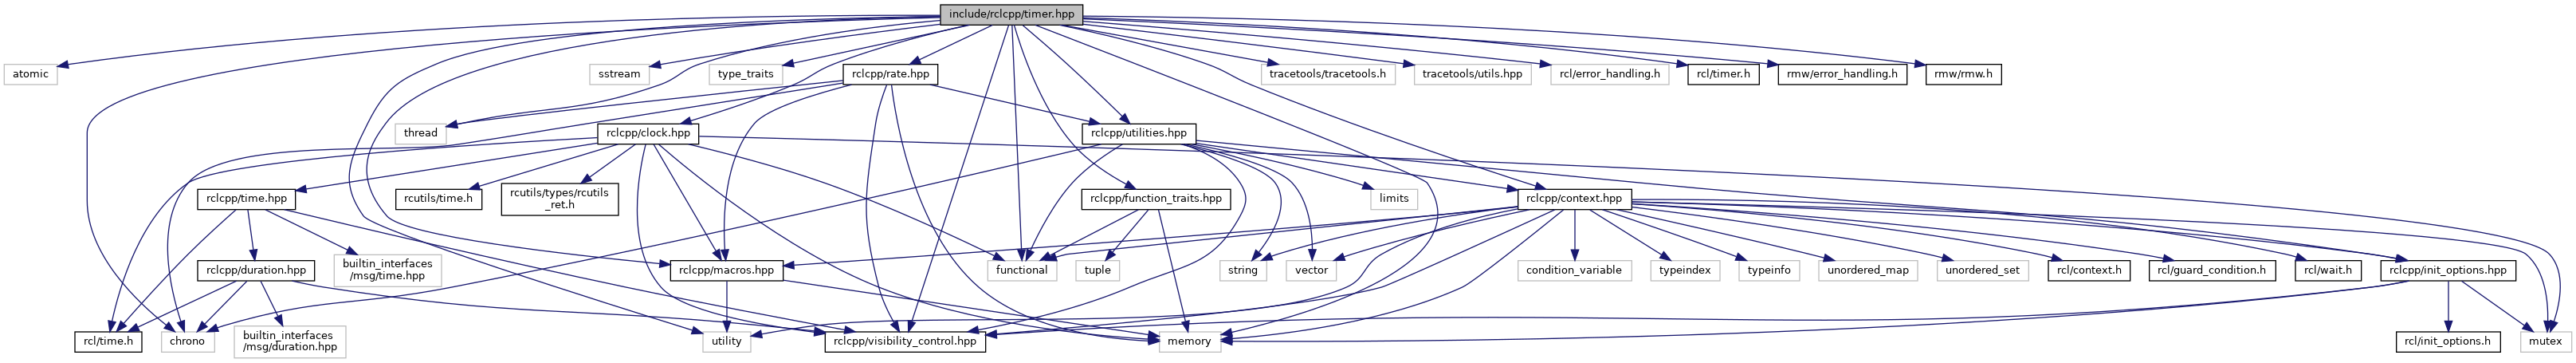 include/rclcpp/timer.hpp
atomic
sstream
type_traits
rclcpp/rate.hpp
tracetools/tracetools.h
tracetools/utils.hpp
rcl/error_handling.h
rcl/timer.h
rmw/error_handling.h
rmw/rmw.h
thread
rclcpp/clock.hpp
rclcpp/utilities.hpp
rclcpp/time.hpp
rcutils/time.h
rcutils/types/rcutils
_ret.h
rclcpp/function_traits.hpp
limits
rclcpp/context.hpp
rclcpp/duration.hpp
builtin_interfaces
/msg/time.hpp
rclcpp/macros.hpp
functional
tuple
string
vector
condition_variable
typeindex
typeinfo
unordered_map
unordered_set
rcl/context.h
rcl/guard_condition.h
rcl/wait.h
rclcpp/init_options.hpp
rcl/time.h
chrono
builtin_interfaces
/msg/duration.hpp
utility
rclcpp/visibility_control.hpp
memory
rcl/init_options.h
mutex